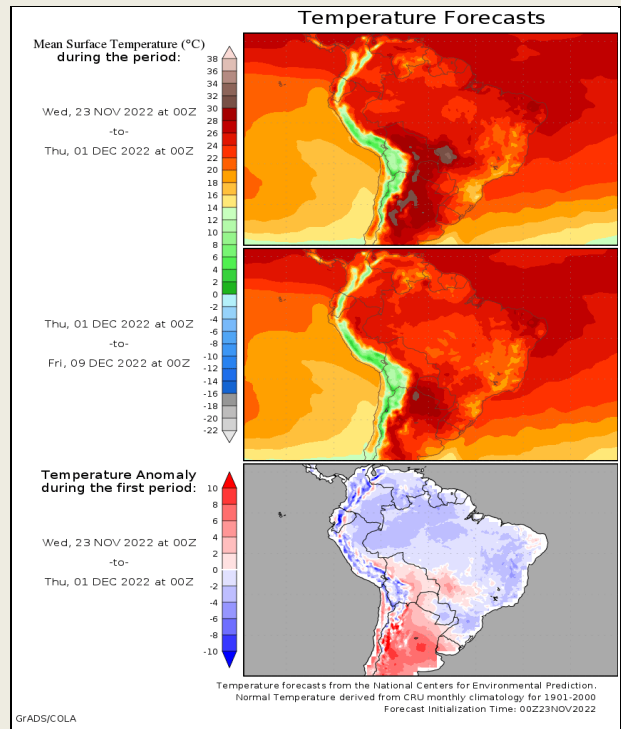 Temperature Forecasts
Mean Surface Temperature (°C)
during the period:
Wed, 23 NOV 2022 at 00Z
-to-
Thu, 01 DEC 2022 at 00Z
38
36
34
32
30
28
26
24
22
20
18
16
14
12
10
8
6
4
2
0
-2
-4
-6
-8
-10
-12
-14
-16
-18
-20
-22
Thu, 01 DEC 2022 at 00Z
-to-
Fri, 09 DEC 2022 at 00Z
Temperature Anomaly
during the first period:
Wed, 23 NOV 2022 at 00Z
-to-
Thu, 01 DEC 2022 at 00Z
10
8
6
4
2
0
-2
-4
-6
-8
-10
Temperature forecasts from the National Centers for Environmental Prediction.
Normal Temperature derived from CRU monthly climatology for 1901-2000
Forecast Initialization Time: 00Z23NOV2022
GrADS/COLA